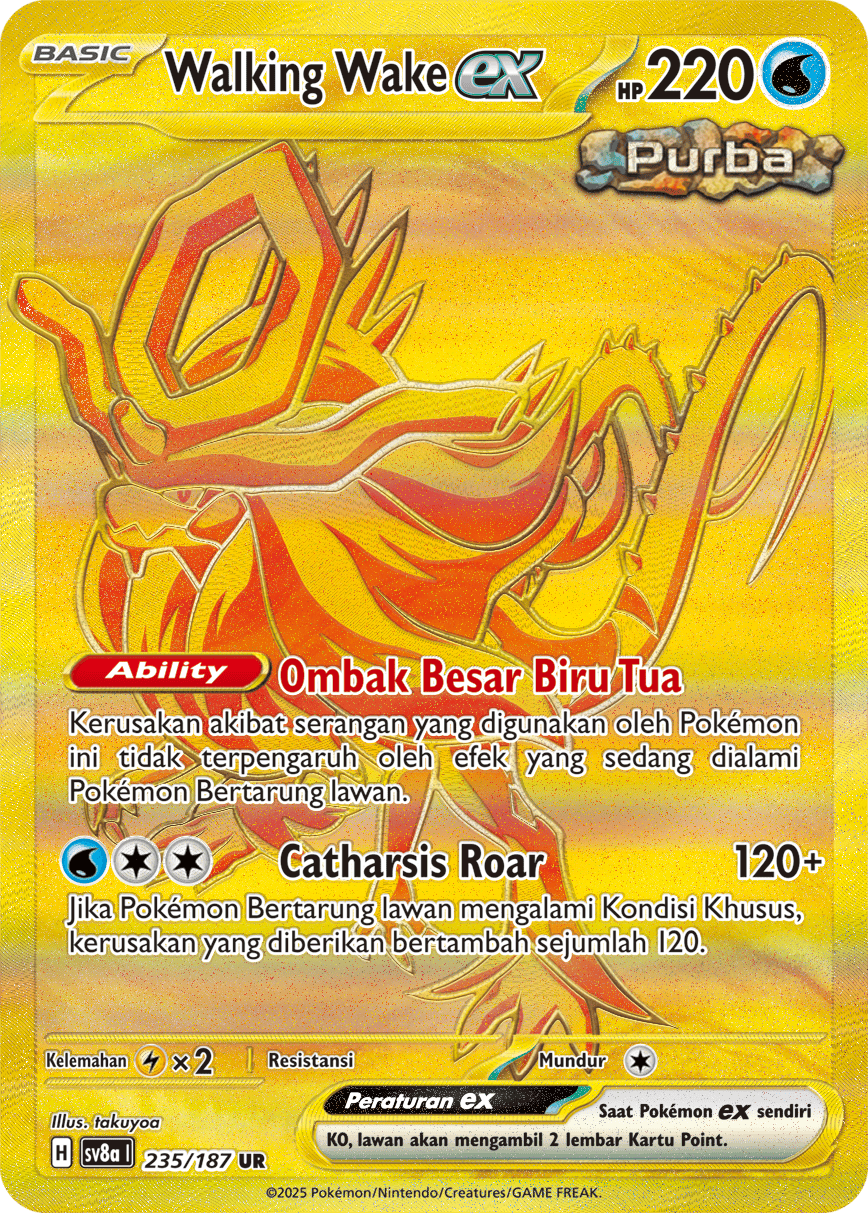 BASIC Walking Wake ex HP 220
Purba
Ability Ombak Besar Biru Tua
Kerusakan akibat serangan yang digunakan oleh Pokémon
ini tidak terpengaruh oleh efek yang sedang dialami
Pokémon Bertarung lawan.
Catharsis Roar 120+
Jika Pokémon Bertarung lawan mengalami Kondisi Khusus,
kerusakan yang diberikan bertambah sejumlah 120.
Kelemahan ×2 Resistansi Mundur
Peraturan ex Saat Pokémon ex sendiri
KO, lawan akan mengambil 2 lembar Kartu Point.
Illus. takuyoa
H sv8a I 235/187 UR
©2025 Pokémon/Nintendo/Creatures/GAME FREAK.